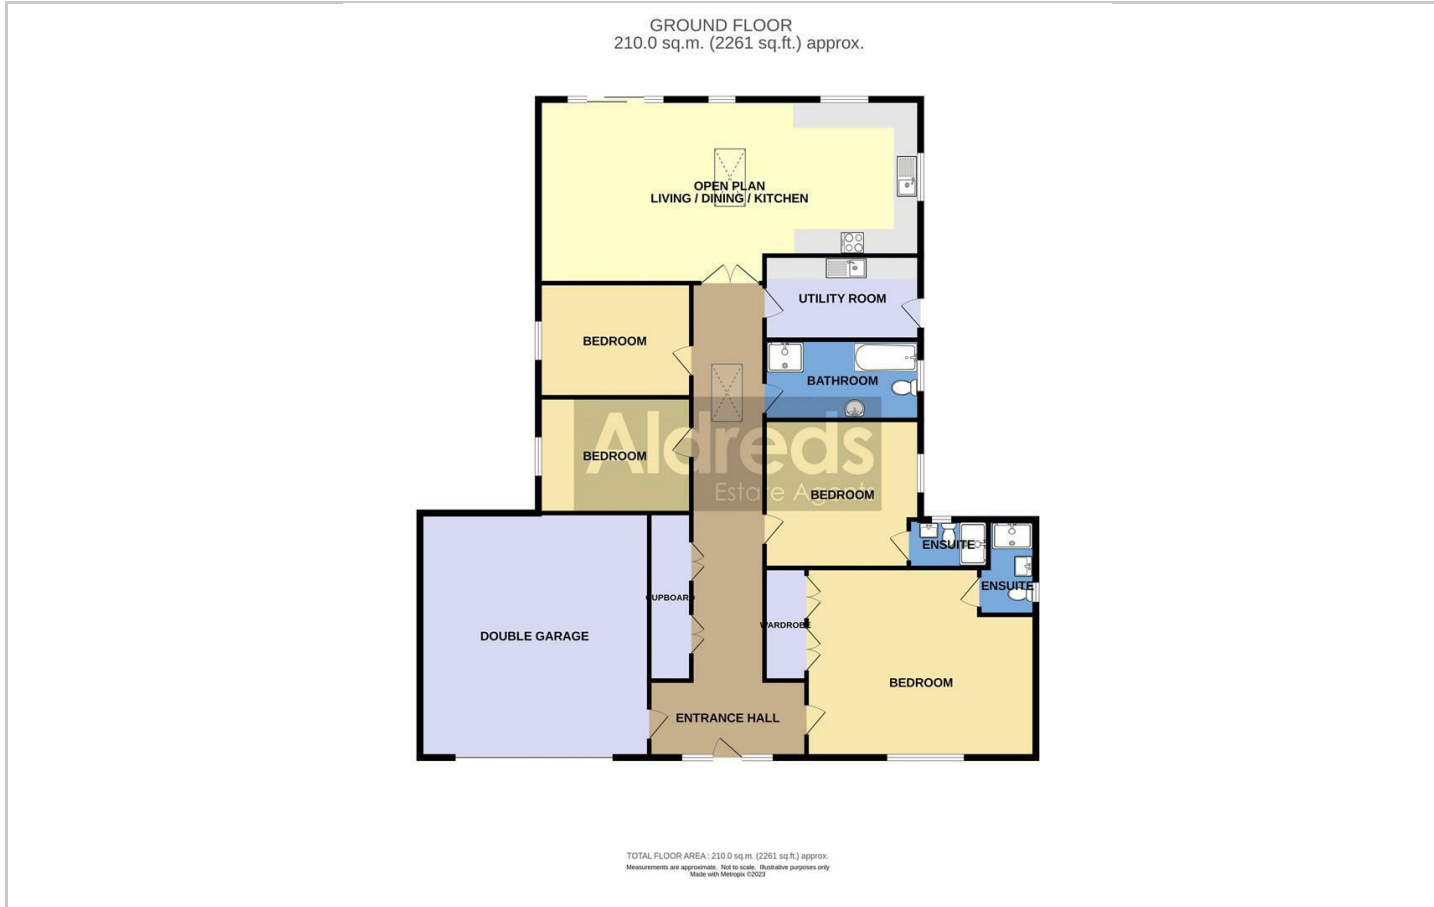 GROUND FLOOR
210.0 sq.m. (2261 sq.ft.) approx.
OPEN PLAN
LIVING / DINING / KITCHEN
UTILITY ROOM
BEDROOM
BATHROOM
BEDROOM
Aldreds
Estate Agents
BEDROOM
ENSUITE
ENSUITE
CUPBOARD
WARDROBE
DOUBLE GARAGE
BEDROOM
ENTRANCE HALL
TOTAL FLOOR AREA : 210.0 sq.m. (2261 sq.ft.) approx.
Measurements are approximate. Not to scale. Illustrative purposes only
Made with Metropix ©2023